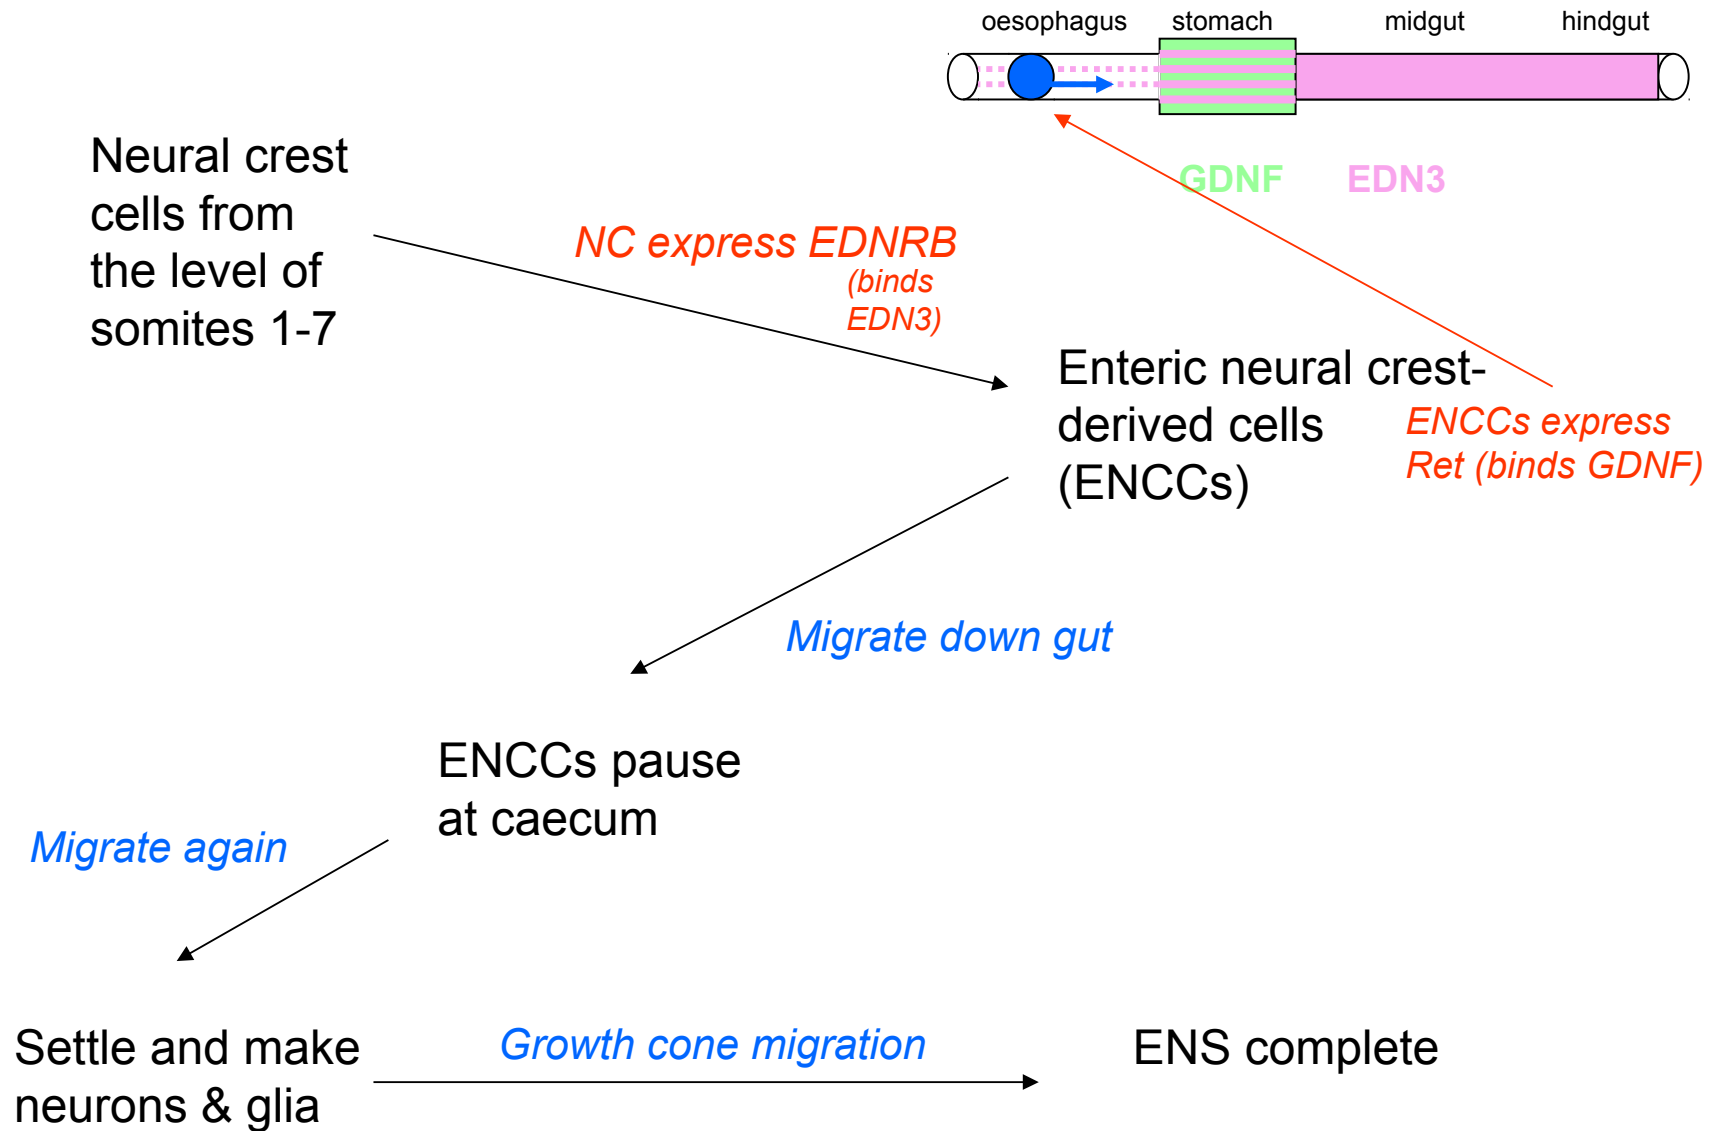 oesophagus stomach midgut hindgut
GDNF EDN3
Neural crest
cells from
the level of
somites 1-7
NC express EDNRB
(binds
EDN3)
Enteric neural crest-
derived cells
(ENCCs)
ENCCs express
Ret (binds GDNF)
Migrate down gut
ENCCs pause
at caecum
Migrate again
Settle and make
neurons & glia
Growth cone migration
ENS complete